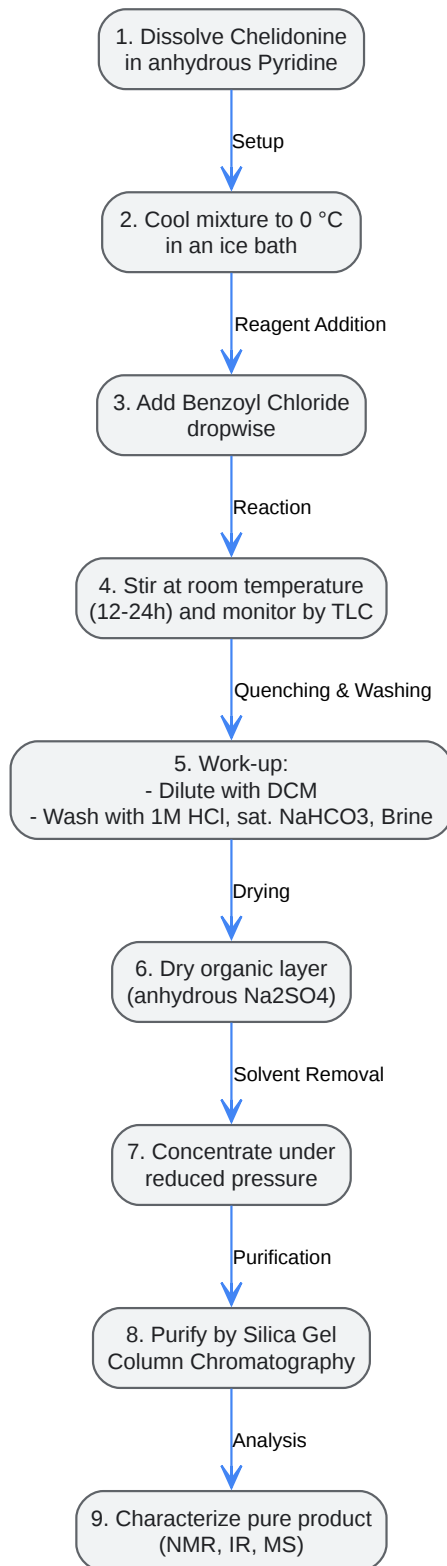 1. Dissolve Chelidonine
in anhydrous Pyridine
Setup
2. Cool mixture to 0 °C
in an ice bath
Reagent Addition
3. Add Benzoyl Chloride
dropwise
Reaction
4. Stir at room temperature
(12-24h) and monitor by TLC
Quenching & Washing
5. Work-up:
- Dilute with DCM
- Wash with 1M HCl, sat. NaHCO3, Brine
Drying
6. Dry organic layer
(anhydrous Na2SO4)
Solvent Removal
7. Concentrate under
reduced pressure
Purification
8. Purify by Silica Gel
Column Chromatography
Analysis
9. Characterize pure product
(NMR, IR, MS)